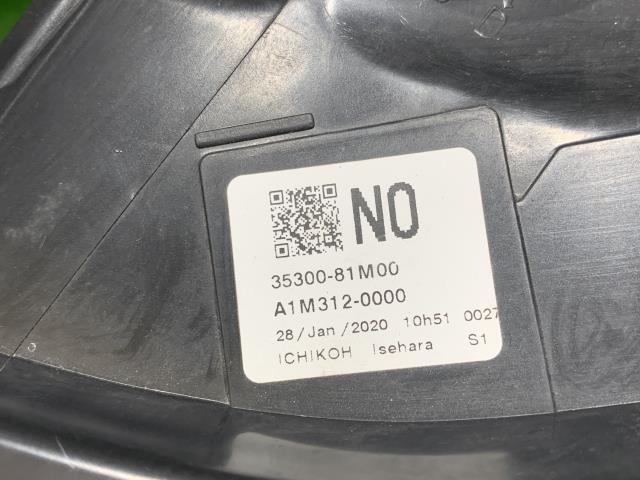 NO
35300-81M00
A1M312-0000
28/Jan/2020 10h51 0027
ICHIKOH Isehara S1